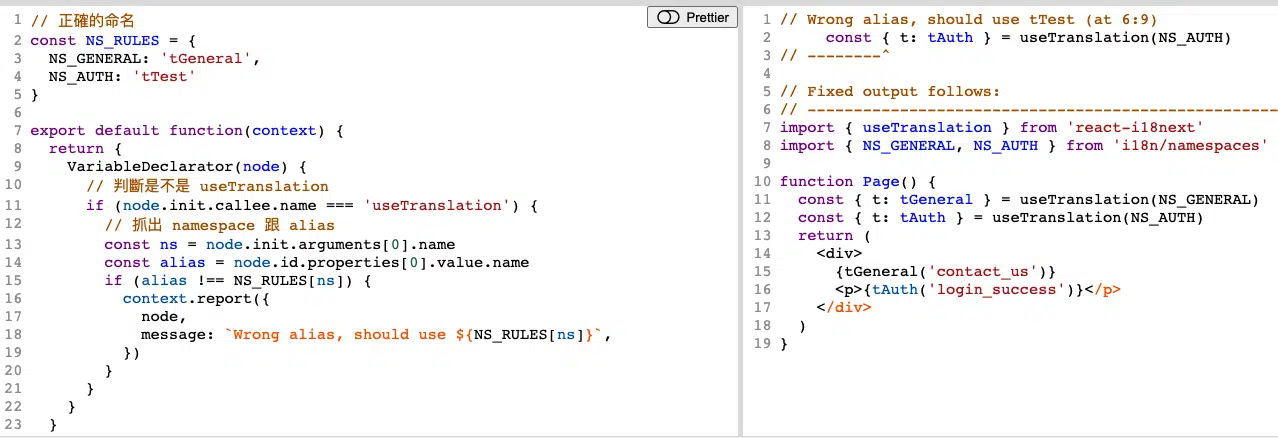 Prettier
1 // 正確的命名
2 const NS_RULES = {
3   NS_GENERAL: 'tGeneral',
4   NS_AUTH: 'tTest'
5 }
6
7 export default function(context) {
8   return {
9     VariableDeclarator(node) {
10       // 判斷是不是 useTranslation
11       if (node.init.callee.name === 'useTranslation') {
12         // 抓出 namespace 跟 alias
13         const ns = node.init.arguments[0].name
14         const alias = node.id.properties[0].value.name
15         if (alias !== NS_RULES[ns]) {
16           context.report({
17             node,
18             message: `Wrong alias, should use ${NS_RULES[ns]}`,
19           })
20         }
21       }
22     }
23   }
1 // Wrong alias, should use tTest (at 6:9)
2      const { t: tAuth } = useTranslation(NS_AUTH)
3 // --------^
4
5 // Fixed output follows:
6 // ---------------------------------------------------
7 import { useTranslation } from 'react-i18next'
8 import { NS_GENERAL, NS_AUTH } from 'i18n/namespaces'
9
10 function Page() {
11   const { t: tGeneral } = useTranslation(NS_GENERAL)
12   const { t: tAuth } = useTranslation(NS_AUTH)
13   return (
14     <div>
15       {tGeneral('contact_us')}
16       <p>{tAuth('login_success')}</p>
17     </div>
18   )
19 }